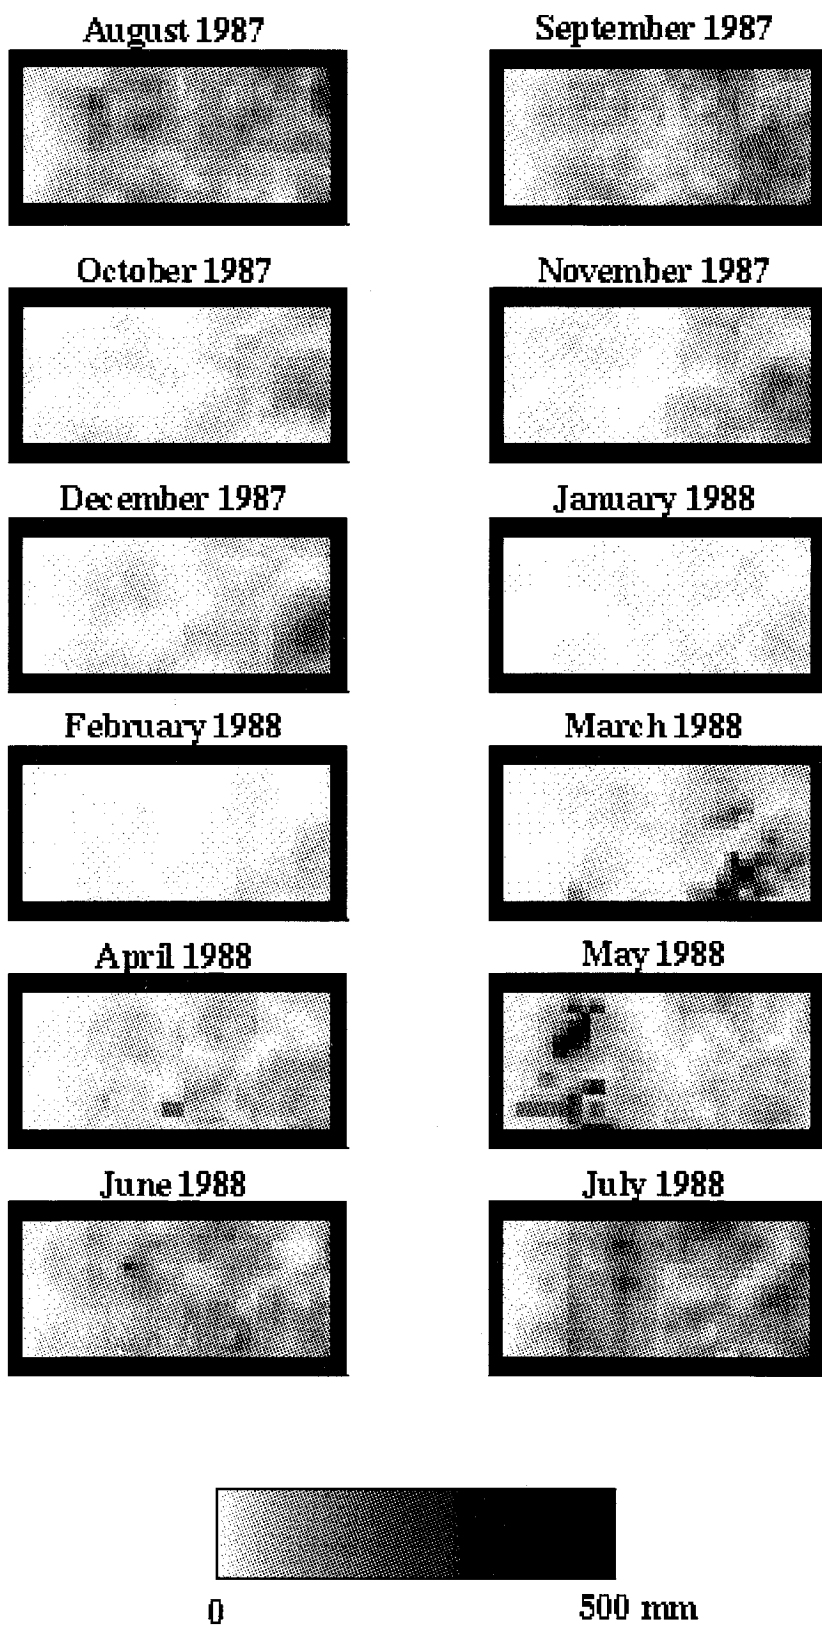 August 1987
September 1987
October 1987
November 1987
December 1987
January 1988
February 1988
March 1988
April 1988
May 1988
June 1988
July 1988
0
500 mm